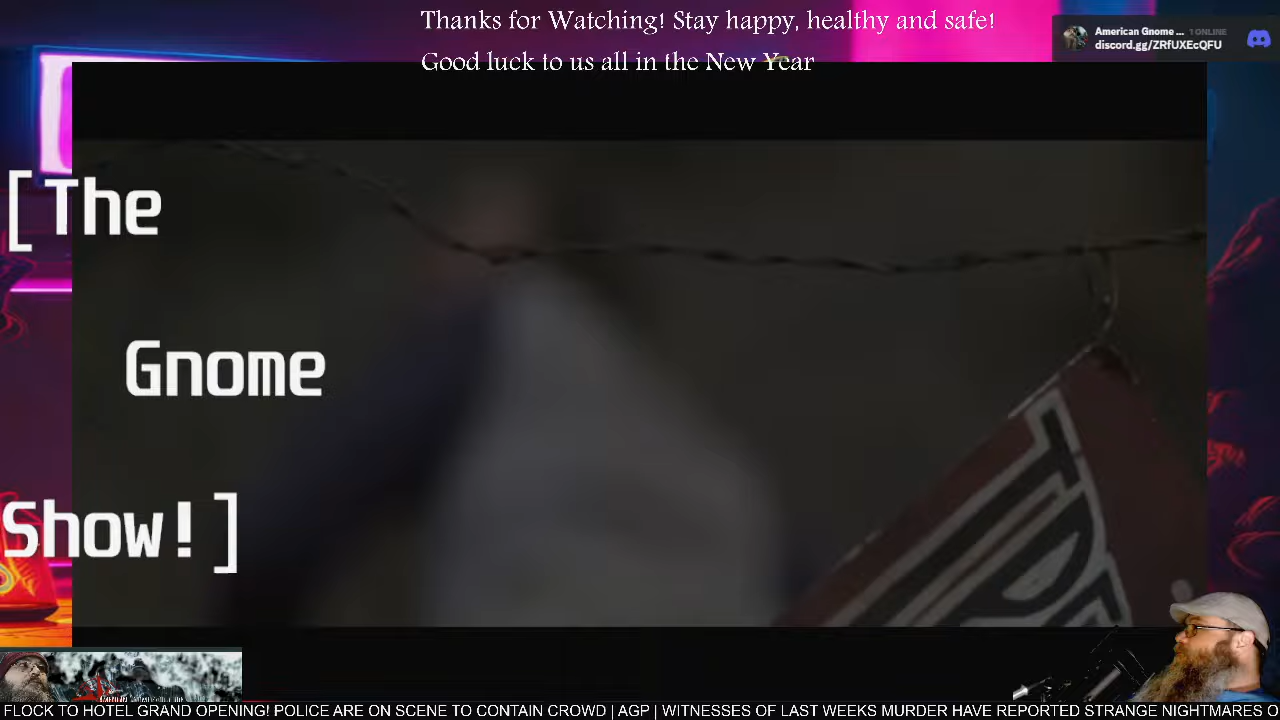 Thanks for Watching! Stay happy, healthy and safe!
Good luck to us all in the New Year
American Gnome ... 1 ONLINE
discord.gg/ZRfUXEcQFU
[The
Gnome
Show!]
FLOCK TO HOTEL GRAND OPENING! POLICE ARE ON SCENE TO CONTAIN CROWD | AGP | WITNESSES OF LAST WEEKS MURDER HAVE REPORTED STRANGE NIGHTMARES O